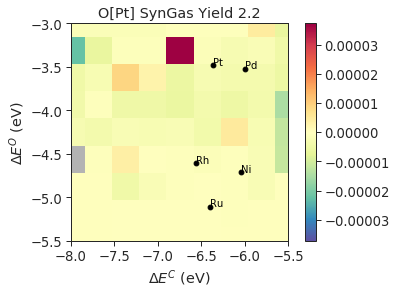 O[Pt] SynGas Yield 2.2
−3.0
−3.5
−4.0
−4.5
−5.0
−5.5
ΔE^O (eV)
Pt
Pd
Rh
Ni
Ru
−8.0 −7.5 −7.0 −6.5 −6.0 −5.5
ΔE^C (eV)
0.00003
0.00002
0.00001
0.00000
−0.00001
−0.00002
−0.00003